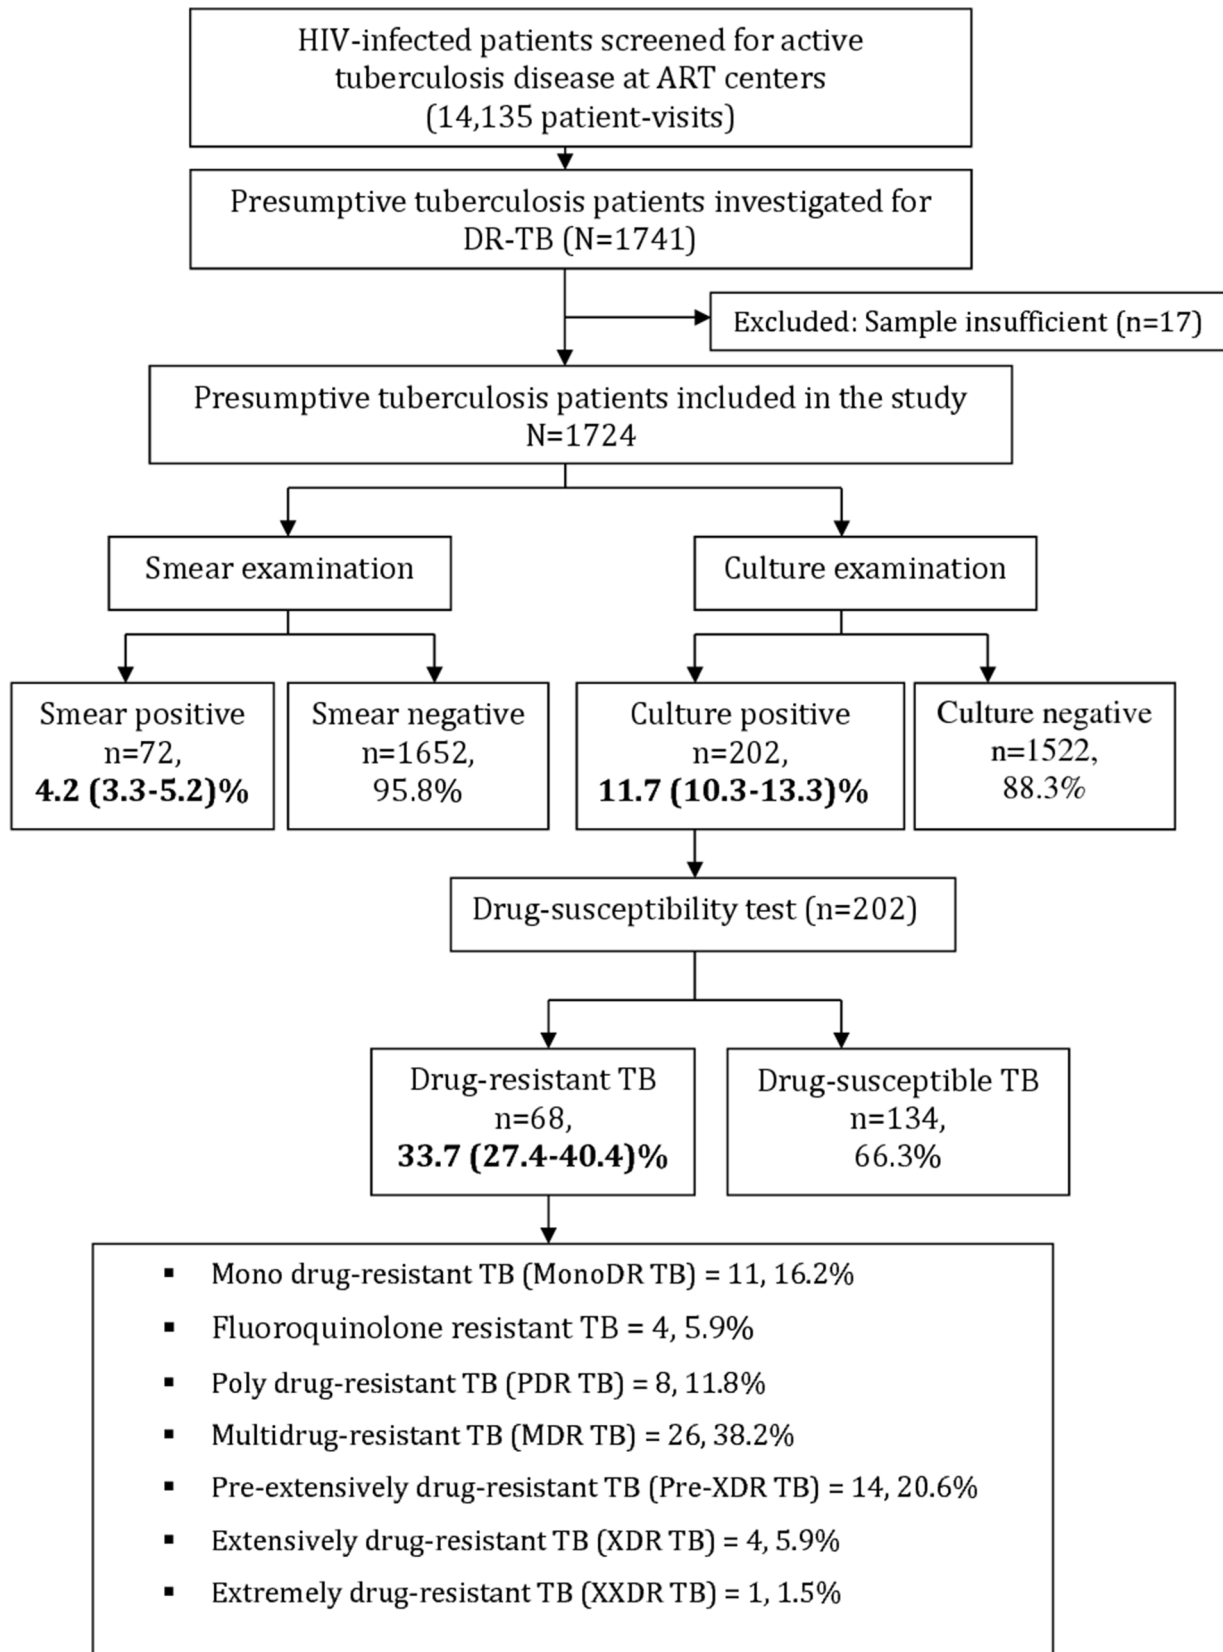 HIV-infected patients screened for active
tuberculosis disease at ART centers
(14,135 patient-visits)
Presumptive tuberculosis patients investigated for
DR-TB (N=1741)
Excluded: Sample insufficient (n=17)
Presumptive tuberculosis patients included in the study
N=1724
Smear examination
Culture examination
Smear positive
n=72,
4.2 (3.3-5.2)%
Smear negative
n=1652,
95.8%
Culture positive
n=202,
11.7 (10.3-13.3)%
Culture negative
n=1522,
88.3%
Drug-susceptibility test (n=202)
Drug-resistant TB
n=68,
33.7 (27.4-40.4)%
Drug-susceptible TB
n=134,
66.3%
▪ Mono drug-resistant TB (MonoDR TB) = 11, 16.2%
▪ Fluoroquinolone resistant TB = 4, 5.9%
▪ Poly drug-resistant TB (PDR TB) = 8, 11.8%
▪ Multidrug-resistant TB (MDR TB) = 26, 38.2%
▪ Pre-extensively drug-resistant TB (Pre-XDR TB) = 14, 20.6%
▪ Extensively drug-resistant TB (XDR TB) = 4, 5.9%
▪ Extremely drug-resistant TB (XXDR TB) = 1, 1.5%